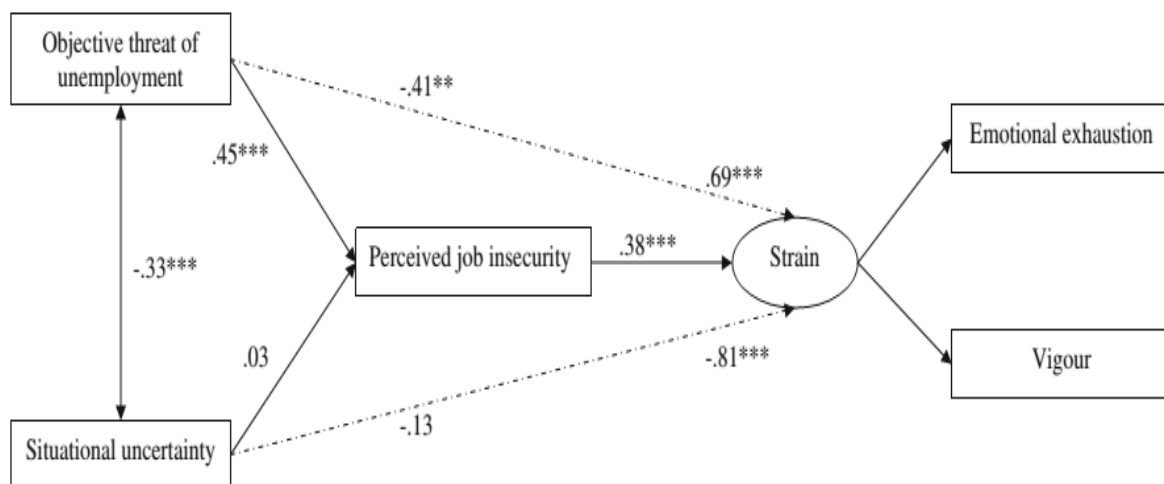 Objective threat of
unemployment
-.41**
Emotional exhaustion
.45***
.69***
Perceived job insecurity
.38***
Strain
-.33***
.03
-.81***
Vigour
-.13
Situational uncertainty